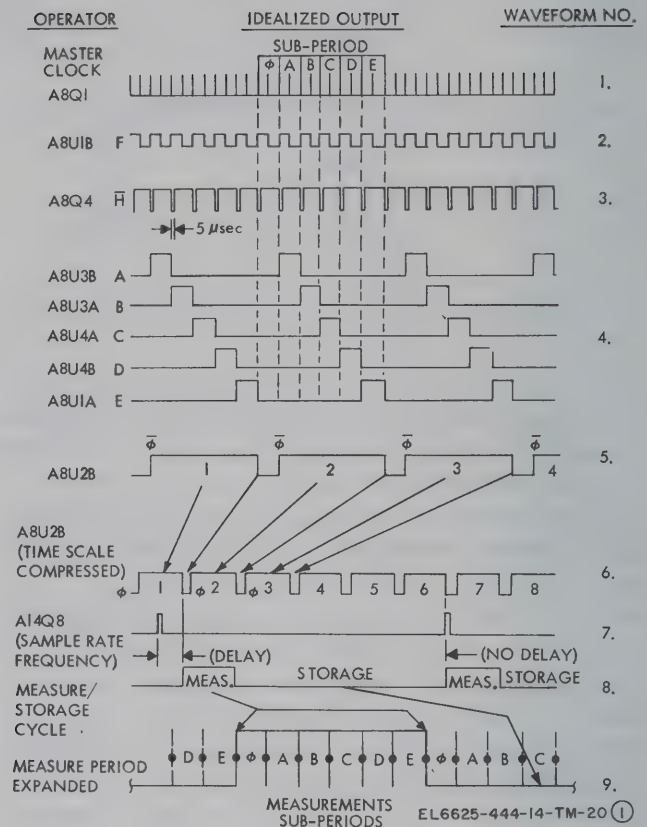 OPERATOR IDEALIZED OUTPUT WAVEFORM NO.
MASTER CLOCK
SUB-PERIOD
φ A B C D E
A8Q1 1.
A8U1B F 2.
A8Q4 H̅ 3.
5 μsec
A8U3B A
A8U3A B
A8U4A C 4.
A8U4B D
A8U1A E
φ̅ φ̅ φ̅ φ̅
A8U2B 1 2 3 4 5.
A8U2B
(TIME SCALE
COMPRESSED) 6.
φ 1 φ 2 φ 3 4 5 6 7 8
A14Q8 7.
(SAMPLE RATE
FREQUENCY) (DELAY) (NO DELAY)
MEASURE/
STORAGE
CYCLE
MEAS. STORAGE MEAS. STORAGE 8.
MEASURE PERIOD
EXPANDED
D E φ A B C D E φ A B C 9.
MEASUREMENTS
SUB-PERIODS
EL6625-444-14-TM-20 ①